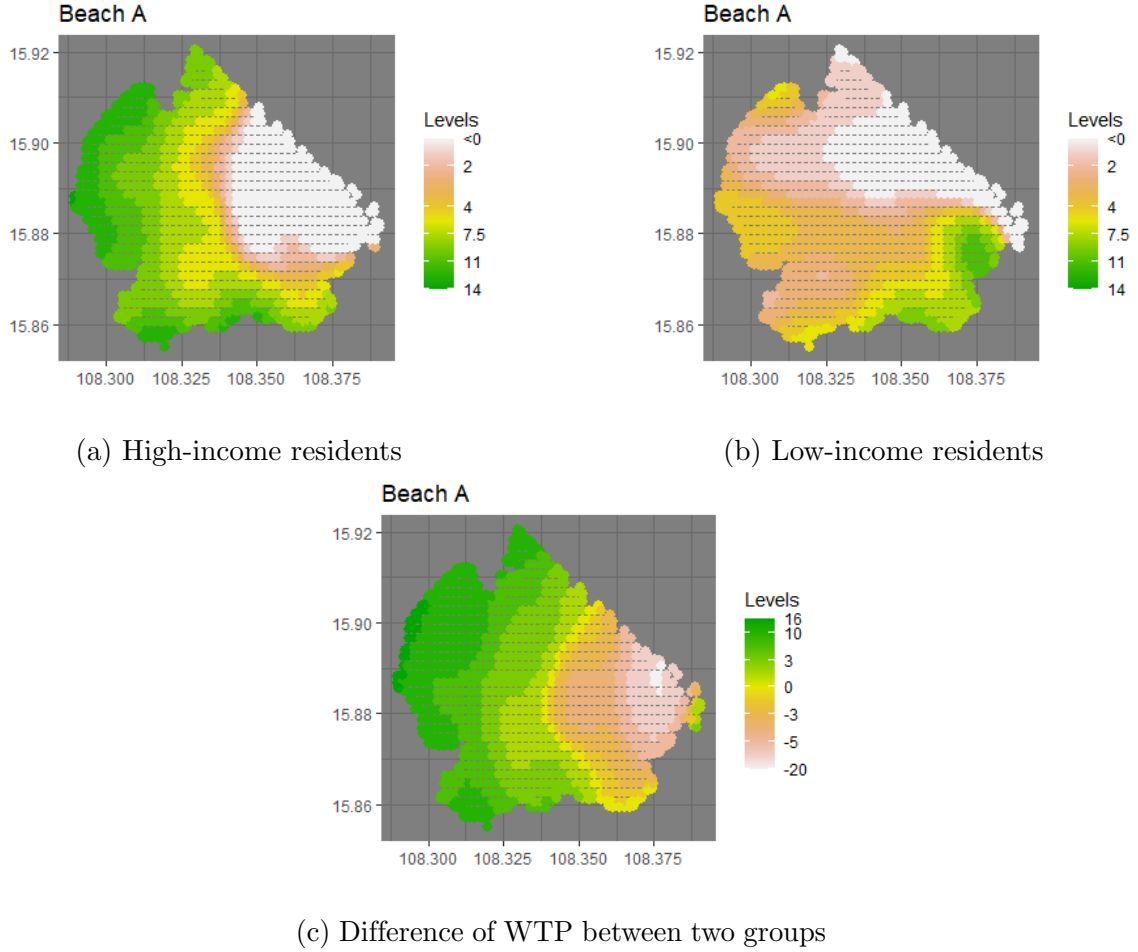 Beach A
15.92
15.90
15.88
15.86
108.300 108.325 108.350 108.375
Levels
<0
2
4
7.5
11
14
(a) High-income residents
Beach A
15.92
15.90
15.88
15.86
108.300 108.325 108.350 108.375
Levels
<0
2
4
7.5
11
14
(b) Low-income residents
Beach A
15.92
15.90
15.88
15.86
108.300 108.325 108.350 108.375
Levels
16
10
3
0
-3
-5
-20
(c) Difference of WTP between two groups